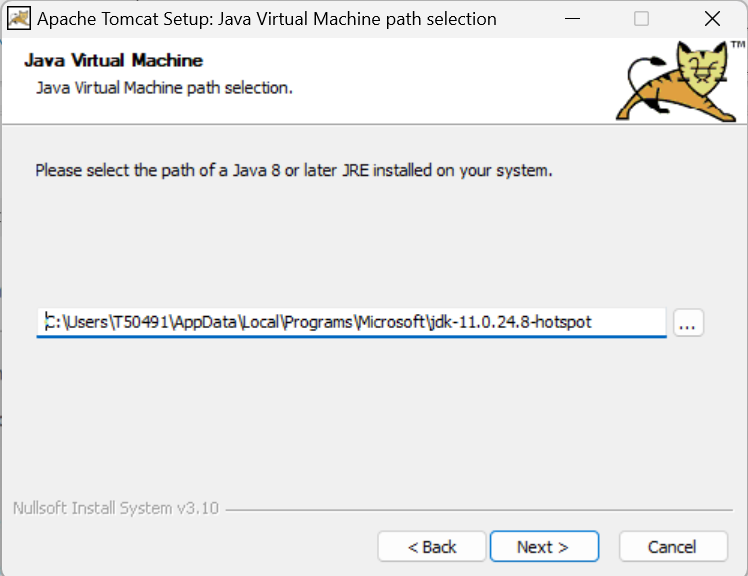 Apache Tomcat Setup: Java Virtual Machine path selection
Java Virtual Machine
Java Virtual Machine path selection.
TM
Please select the path of a Java 8 or later JRE installed on your system.
C:\Users\T50491\AppData\Local\Programs\Microsoft\jdk-11.0.24.8-hotspot
...
Nullsoft Install System v3.10
< Back
Next >
Cancel